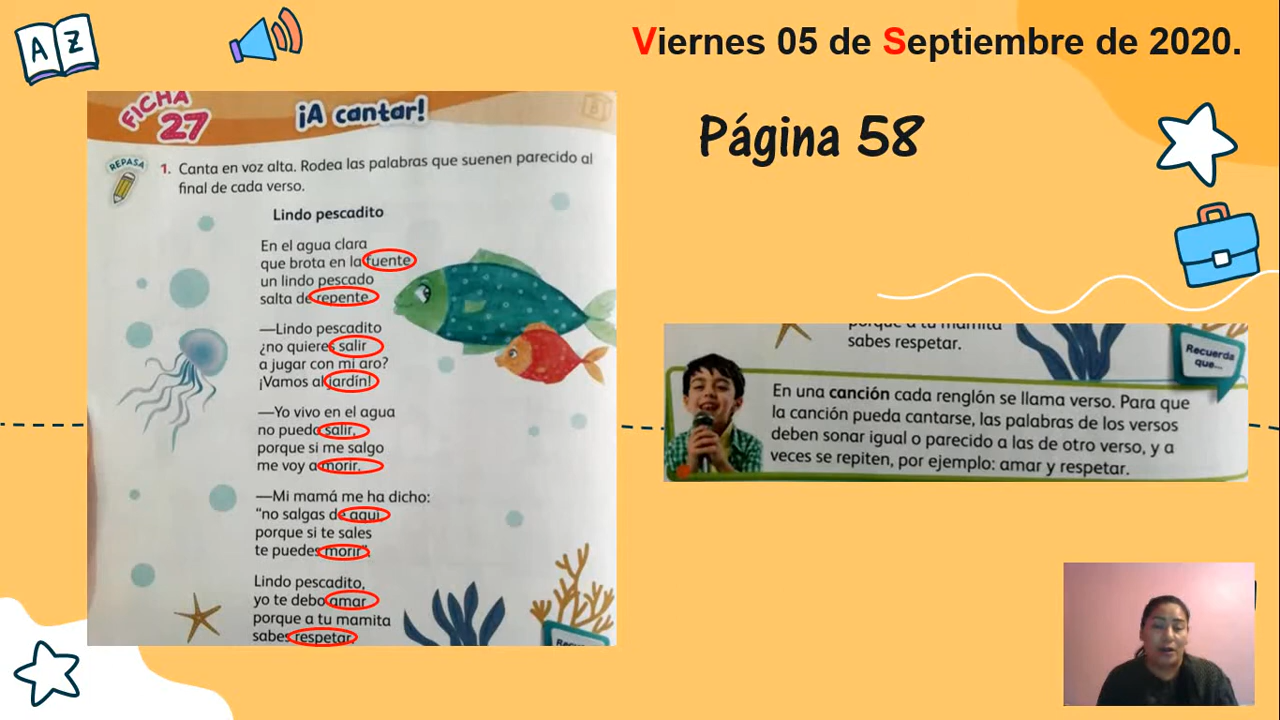 A Z
Viernes 05 de Septiembre de 2020.
Página 58
FICHA
27
¡A cantar!
REPASA
1. Canta en voz alta. Rodea las palabras que suenen parecido al
final de cada verso.
Lindo pescadito
En el agua clara
que brota en la fuente
un lindo pescado
salta de repente.
—Lindo pescadito
¿no quieres salir
a jugar con mi aro?
¡Vamos al jardín!
—Yo vivo en el agua
no puedo salir,
porque si me salgo
me voy a morir.
—Mi mamá me ha dicho:
"no salgas de aquí,
porque si te sales
te puedes morir".
Lindo pescadito,
yo te debo amar
porque a tu mamita
sabes respetar.
porque a tu mamita
sabes respetar.
Recuerda
que...
En una canción cada renglón se llama verso. Para que
la canción pueda cantarse, las palabras de los versos
deben sonar igual o parecido a las de otro verso, y a
veces se repiten, por ejemplo: amar y respetar.